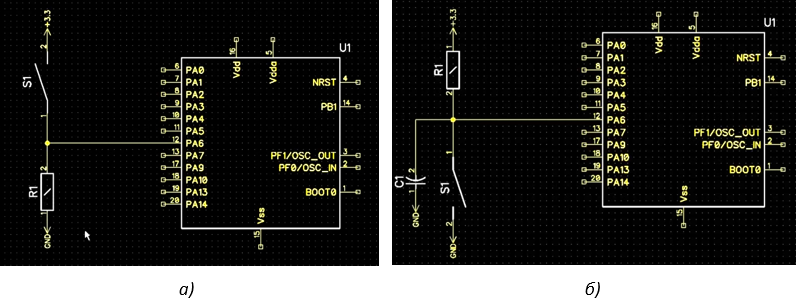 +3.3
2
S1
1
2
R1
1
GND
U1
16
Vdd
5
Vdda
6 PA0
7 PA1
8 PA2
9 PA3
10 PA4
11 PA5
12 PA6
13 PA7
17 PA9
18 PA10
19 PA13
20 PA14
NRST 4
PB1 14
PF1/OSC_OUT 3
PF0/OSC_IN 2
BOOT0 1
Vss
15
а)
+3.3
1
R1
2
2
C1
1
GND
1
S1
2
GND
U1
16
Vdd
5
Vdda
6 PA0
7 PA1
8 PA2
9 PA3
10 PA4
11 PA5
12 PA6
13 PA7
17 PA9
18 PA10
19 PA13
20 PA14
NRST 4
PB1 14
PF1/OSC_OUT 3
PF0/OSC_IN 2
BOOT0 1
Vss
15
б)